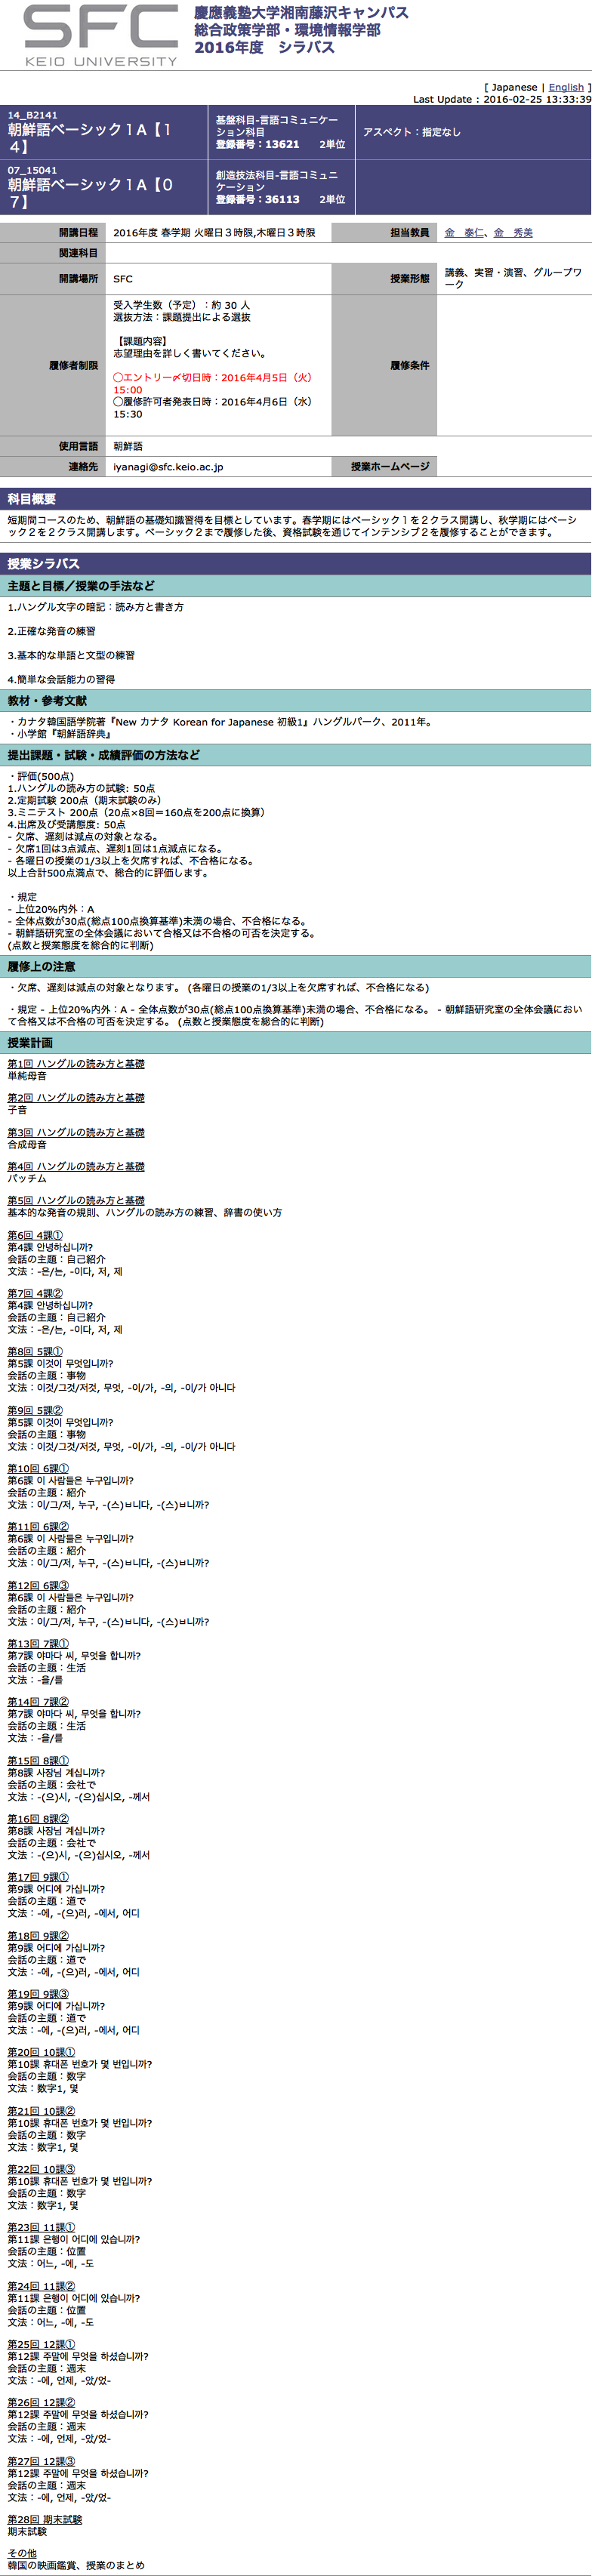 SFC
KEIO UNIVERSITY
慶應義塾大学湘南藤沢キャンパス
総合政策学部・環境情報学部
2016年度　シラバス
[ Japanese | English ]
Last Update : 2016-02-25 13:33:39
14_B2141
朝鮮語ベーシック１A【１
４】
基盤科目-言語コミュニケー
ション科目
登録番号：13621　　2単位
アスペクト：指定なし
07_15041
朝鮮語ベーシック１A【０
７】
創造技法科目-言語コミュニ
ケーション
登録番号：36113　　2単位
開講日程
2016年度 春学期 火曜日３時限,木曜日３時限
担当教員
金　泰仁、金　秀美
関連科目
開講場所
SFC
授業形態
講義、実習・演習、グループワ
ーク
履修者制限
受入学生数（予定）：約 30 人
選抜方法：課題提出による選抜
【課題内容】
志望理由を詳しく書いてください。
◯エントリー〆切日時：2016年4月5日（火）
15:00
◯履修許可者発表日時：2016年4月6日（水）
15:30
履修条件
使用言語
朝鮮語
連絡先
iyanagi@sfc.keio.ac.jp
授業ホームページ
科目概要
短期間コースのため、朝鮮語の基礎知識習得を目標としています。春学期にはベーシック１を２クラス開講し、秋学期にはベーシ
ック２を２クラス開講します。ベーシック２まで履修した後、資格試験を通じてインテンシブ２を履修することができます。
授業シラバス
主題と目標／授業の手法など
1.ハングル文字の暗記：読み方と書き方
2.正確な発音の練習
3.基本的な単語と文型の練習
4.簡単な会話能力の習得
教材・参考文献
・カナタ韓国語学院著『New カナタ Korean for Japanese 初級1』ハングルパーク、2011年。
・小学館『朝鮮語辞典』
提出課題・試験・成績評価の方法など
・評価(500点)
1.ハングルの読み方の試験: 50点
2.定期試験 200点（期末試験のみ）
3.ミニテスト 200点（20点×8回＝160点を200点に換算）
4.出席及び受講態度: 50点
- 欠席、遅刻は減点の対象となる。
- 欠席1回は3点減点、遅刻1回は1点減点になる。
- 各曜日の授業の1/3以上を欠席すれば、不合格になる。
以上合計500点満点で、総合的に評価します。
・規定
- 上位20%内外：A
- 全体点数が30点(総点100点換算基準)未満の場合、不合格になる。
- 朝鮮語研究室の全体会議において合格又は不合格の可否を決定する。
(点数と授業態度を総合的に判断)
履修上の注意
・欠席、遅刻は減点の対象となります。 (各曜日の授業の1/3以上を欠席すれば、不合格になる)
・規定 - 上位20%内外：A - 全体点数が30点(総点100点換算基準)未満の場合、不合格になる。 - 朝鮮語研究室の全体会議におい
て合格又は不合格の可否を決定する。 (点数と授業態度を総合的に判断)
授業計画
第1回 ハングルの読み方と基礎
単純母音
第2回 ハングルの読み方と基礎
子音
第3回 ハングルの読み方と基礎
合成母音
第4回 ハングルの読み方と基礎
パッチム
第5回 ハングルの読み方と基礎
基本的な発音の規則、ハングルの読み方の練習、辞書の使い方
第6回 4課①
第4課 안녕하십니까?
会話の主題：自己紹介
文法：-은/는, -이다, 저, 제
第7回 4課②
第4課 안녕하십니까?
会話の主題：自己紹介
文法：-은/는, -이다, 저, 제
第8回 5課①
第5課 이것이 무엇입니까?
会話の主題：事物
文法：이것/그것/저것, 무엇, -이/가, -의, -이/가 아니다
第9回 5課②
第5課 이것이 무엇입니까?
会話の主題：事物
文法：이것/그것/저것, 무엇, -이/가, -의, -이/가 아니다
第10回 6課①
第6課 이 사람들은 누구입니까?
会話の主題：紹介
文法：이/그/저, 누구, -(스)ㅂ니다, -(스)ㅂ니까?
第11回 6課②
第6課 이 사람들은 누구입니까?
会話の主題：紹介
文法：이/그/저, 누구, -(스)ㅂ니다, -(스)ㅂ니까?
第12回 6課③
第6課 이 사람들은 누구입니까?
会話の主題：紹介
文法：이/그/저, 누구, -(스)ㅂ니다, -(스)ㅂ니까?
第13回 7課①
第7課 야마다 씨, 무엇을 합니까?
会話の主題：生活
文法：-을/를
第14回 7課②
第7課 야마다 씨, 무엇을 합니까?
会話の主題：生活
文法：-을/를
第15回 8課①
第8課 사장님 계십니까?
会話の主題：会社で
文法：-(으)시, -(으)십시오, -께서
第16回 8課②
第8課 사장님 계십니까?
会話の主題：会社で
文法：-(으)시, -(으)십시오, -께서
第17回 9課①
第9課 어디에 가십니까?
会話の主題：道で
文法：-에, -(으)러, -에서, 어디
第18回 9課②
第9課 어디에 가십니까?
会話の主題：道で
文法：-에, -(으)러, -에서, 어디
第19回 9課③
第9課 어디에 가십니까?
会話の主題：道で
文法：-에, -(으)러, -에서, 어디
第20回 10課①
第10課 휴대폰 번호가 몇 번입니까?
会話の主題：数字
文法：数字1, 몇
第21回 10課②
第10課 휴대폰 번호가 몇 번입니까?
会話の主題：数字
文法：数字1, 몇
第22回 10課③
第10課 휴대폰 번호가 몇 번입니까?
会話の主題：数字
文法：数字1, 몇
第23回 11課①
第11課 은행이 어디에 있습니까?
会話の主題：位置
文法：어느, -에, -도
第24回 11課②
第11課 은행이 어디에 있습니까?
会話の主題：位置
文法：어느, -에, -도
第25回 12課①
第12課 주말에 무엇을 하셨습니까?
会話の主題：週末
文法：-에, 언제, -았/었-
第26回 12課②
第12課 주말에 무엇을 하셨습니까?
会話の主題：週末
文法：-에, 언제, -았/었-
第27回 12課③
第12課 주말에 무엇을 하셨습니까?
会話の主題：週末
文法：-에, 언제, -았/었-
第28回 期末試験
期末試験
その他
韓国の映画鑑賞、授業のまとめ